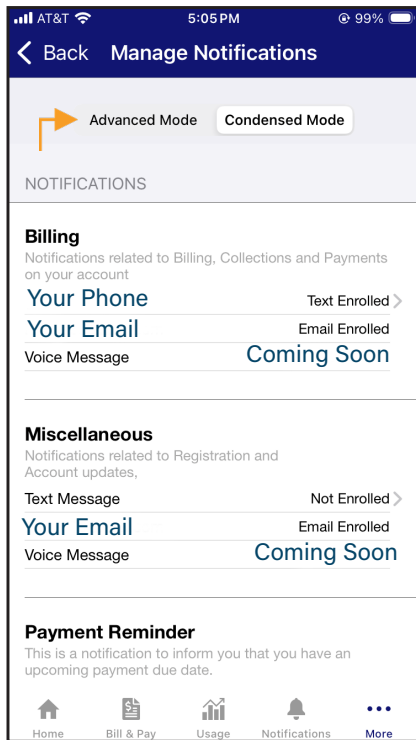 AT&T 5:05 PM 99%
Back Manage Notifications
Advanced Mode Condensed Mode
NOTIFICATIONS
Billing
Notifications related to Billing, Collections and Payments
on your account
Your Phone Text Enrolled
Your Email Email Enrolled
Voice Message Coming Soon
Miscellaneous
Notifications related to Registration and
Account updates,
Text Message Not Enrolled
Your Email Email Enrolled
Voice Message Coming Soon
Payment Reminder
This is a notification to inform you that you have an
upcoming payment due date.
Home Bill & Pay Usage Notifications More